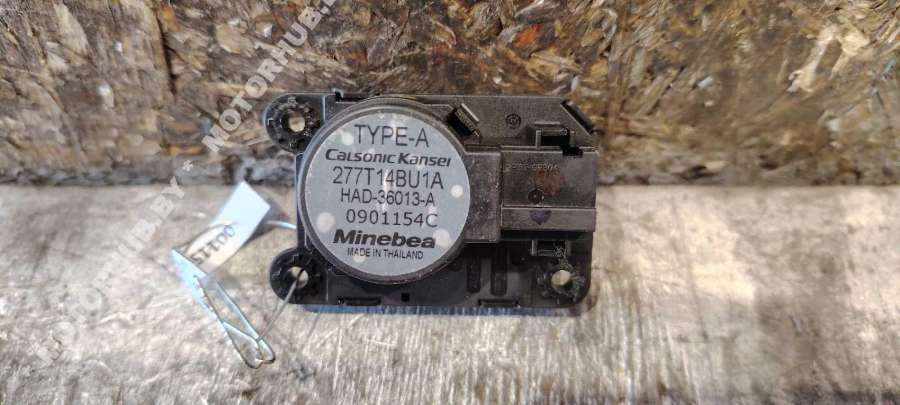 TYPE-A
CALSONIC KANSEI
277T14BU1A
HAD-36013-A
0901154C
Minebea
MADE IN THAILAND